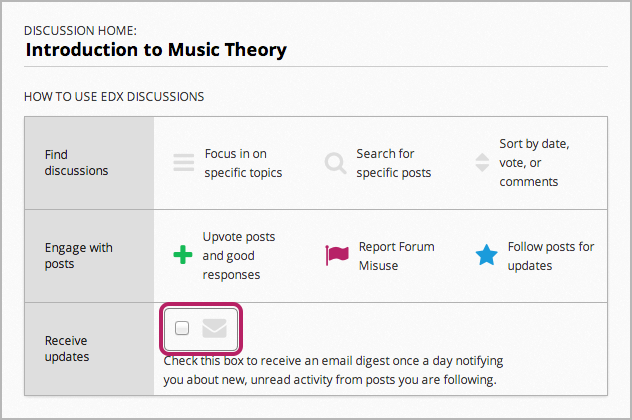 DISCUSSION HOME:
Introduction to Music Theory
HOW TO USE EDX DISCUSSIONS
Find
discussions
Focus in on
specific topics
Search for
specific posts
Sort by date,
vote, or
comments
Engage with
posts
Upvote posts
and good
responses
Report Forum
Misuse
Follow posts for
updates
Receive
updates
Check this box to receive an email digest once a day notifying
you about new, unread activity from posts you are following.